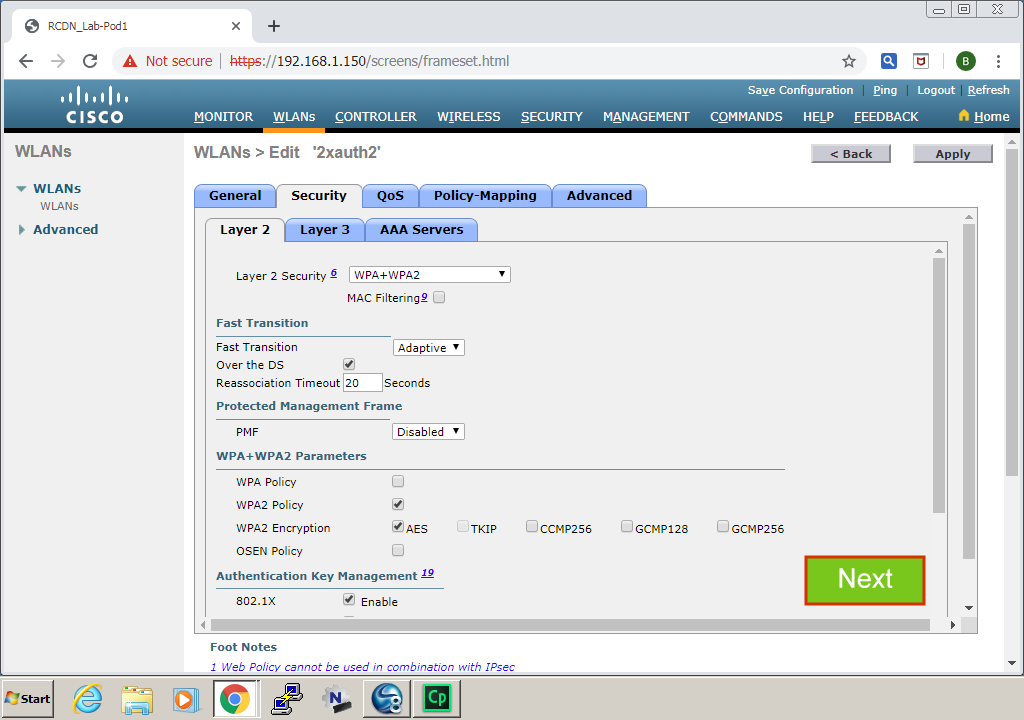 RCDN_Lab-Pod1
Not secure
https://192.168.1.150/screens/frameset.html
B
Save Configuration | Ping | Logout | Refresh
CISCO
MONITOR WLANs CONTROLLER WIRELESS SECURITY MANAGEMENT COMMANDS HELP FEEDBACK Home
WLANs
WLANs > Edit '2xauth2'
< Back
Apply
WLANs
WLANs
Advanced
General Security QoS Policy-Mapping Advanced
Layer 2 Layer 3 AAA Servers
Layer 2 Security 6 WPA+WPA2
MAC Filtering9
Fast Transition
Fast Transition Adaptive
Over the DS
Reassociation Timeout 20 Seconds
Protected Management Frame
PMF Disabled
WPA+WPA2 Parameters
WPA Policy
WPA2 Policy
WPA2 Encryption AES TKIP CCMP256 GCMP128 GCMP256
OSEN Policy
Authentication Key Management 19
802.1X Enable
Next
Foot Notes
1 Web Policy cannot be used in combination with IPsec
Start
N
Cp